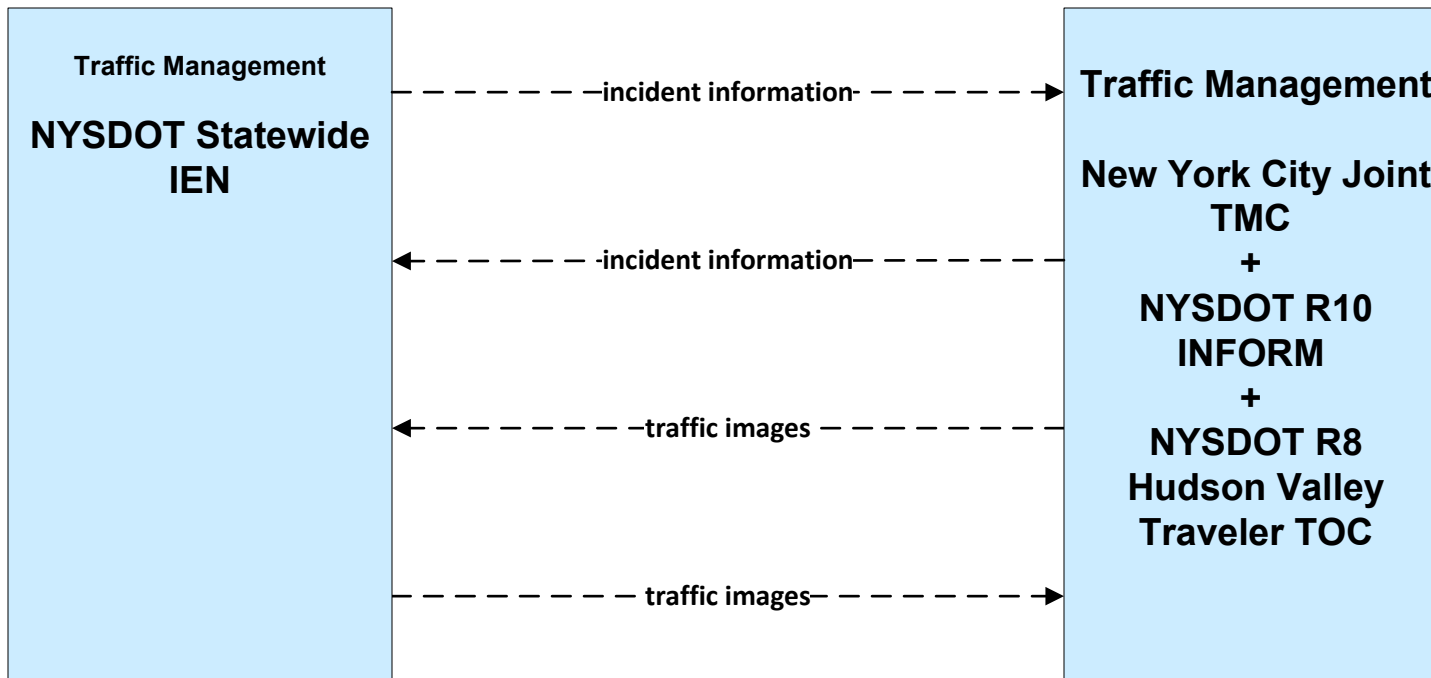 Traffic Management
NYSDOT Statewide
IEN
incident information
incident information
traffic images
traffic images
Traffic Management
New York City Joint
TMC
+
NYSDOT R10
INFORM
+
NYSDOT R8
Hudson Valley
Traveler TOC